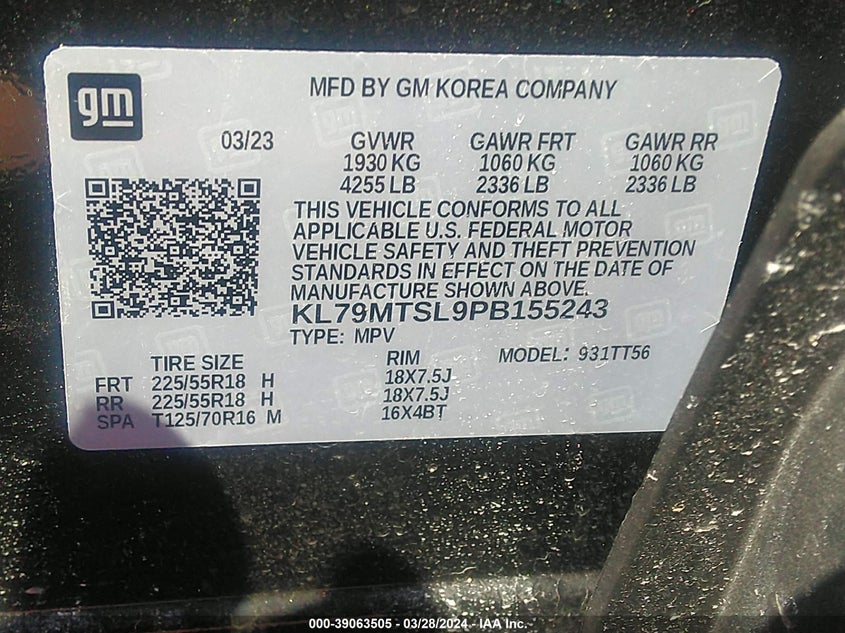 gm
MFD BY GM KOREA COMPANY
03/23 GVWR GAWR FRT GAWR RR
1930 KG 1060 KG 1060 KG
4255 LB 2336 LB 2336 LB
THIS VEHICLE CONFORMS TO ALL
APPLICABLE U.S. FEDERAL MOTOR
VEHICLE SAFETY AND THEFT PREVENTION
STANDARDS IN EFFECT ON THE DATE OF
MANUFACTURE SHOWN ABOVE.
KL79MTSL9PB155243
TYPE: MPV
TIRE SIZE RIM MODEL: 931TT56
FRT 225/55R18 H 18X7.5J
RR 225/55R18 H 18X7.5J
SPA T125/70R16 M 16X4BT
000-39063505 - 03/28/2024 - IAA Inc.